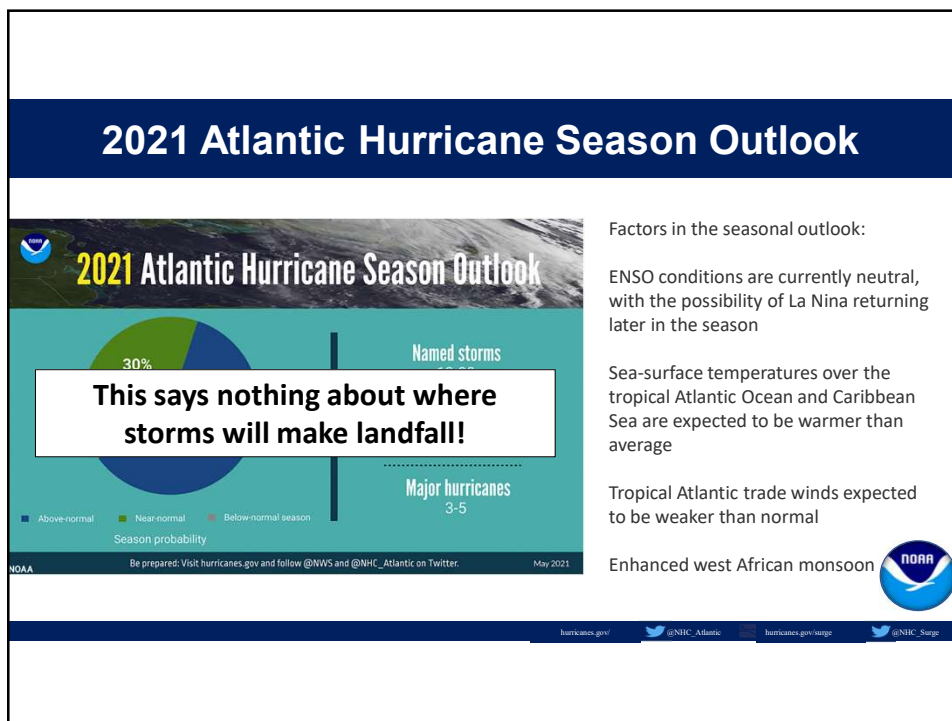 2021 Atlantic Hurricane Season Outlook
NOAA
2021 Atlantic Hurricane Season Outlook
30%
Named storms
This says nothing about where
storms will make landfall!
Major hurricanes
3-5
Above-normal
Near-normal
Below-normal season
Season probability
NOAA
Be prepared: Visit hurricanes.gov and follow @NWS and @NHC_Atlantic on Twitter.
May 2021
Factors in the seasonal outlook:
ENSO conditions are currently neutral,
with the possibility of La Nina returning
later in the season
Sea-surface temperatures over the
tropical Atlantic Ocean and Caribbean
Sea are expected to be warmer than
average
Tropical Atlantic trade winds expected
to be weaker than normal
Enhanced west African monsoon
NOAA
hurricanes.gov/
@NHC_Atlantic
hurricanes.gov/surge
@NHC_Surge